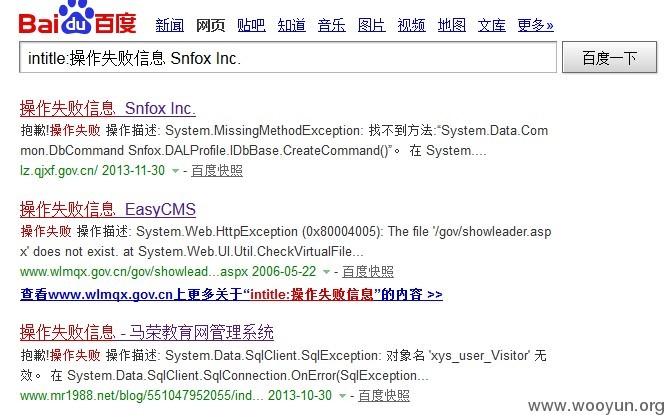 Bai du 百度 新闻 网页 贴吧 知道 音乐 图片 视频 地图 文库 更多»
intitle:操作失败信息 Snfox Inc. 百度一下
操作失败信息 Snfox Inc.
抱歉!操作失败 操作描述: System.MissingMethodException: 找不到方法:“System.Data.Com
mon.DbCommand Snfox.DALProfile.IDbBase.CreateCommand()”。 在 System....
lz.qjxf.gov.cn/ 2013-11-30 - 百度快照
操作失败信息 EasyCMS
操作失败 操作描述: System.Web.HttpException (0x80004005): The file '/gov/showleader.asp
x' does not exist. at System.Web.UI.Util.CheckVirtualFile...
www.wlmqx.gov.cn/gov/showlead...aspx 2006-05-22 - 百度快照
查看www.wlmqx.gov.cn上更多关于“intitle:操作失败信息”的内容 >>
操作失败信息 - 马荣教育网管理系统
抱歉!操作失败 操作描述: System.Data.SqlClient.SqlException: 对象名 'xys_user_Visitor' 无
效。 在 System.Data.SqlClient.SqlConnection.OnError(SqlException...
www.mr1988.net/blog/551047952055/ind... 2013-10-30 - 百度快照
www.wooyun.org